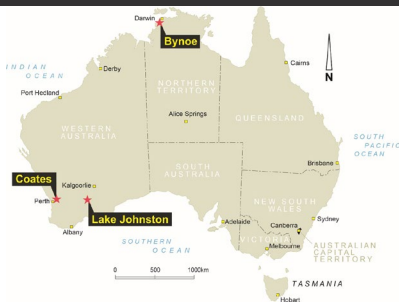 Darwin
Bynoe
INDIAN
OCEAN
Derby
Cairns
N
Port Hedland
NORTHERN
TERRITORY
Alice Springs
QUEENSLAND
WESTERN
AUSTRALIA
SOUTH
PACIFIC
OCEAN
SOUTH
AUSTRALIA
Brisbane
Coates
Kalgoorlie
Perth
Lake Johnston
NEW SOUTH
WALES
Albany
Adelaide
Sydney
Canberra
SOUTHERN
OCEAN
VICTORIA
AUSTRALIAN
CAPITAL
TERRITORY
Melbourne
0 500 1000km
TASMANIA
Hobart